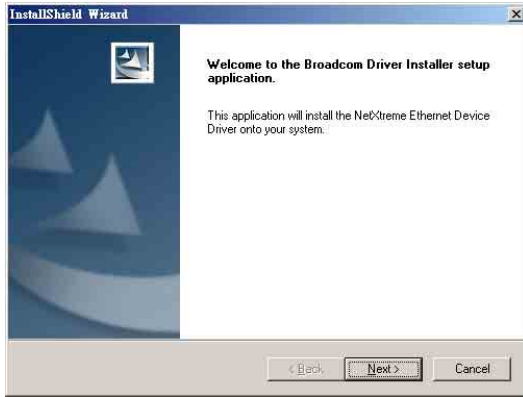 InstallShield Wizard
Welcome to the Broadcom Driver Installer setup
application.
This application will install the NetXtreme Ethernet Device
Driver onto your system.
< Back
Next >
Cancel